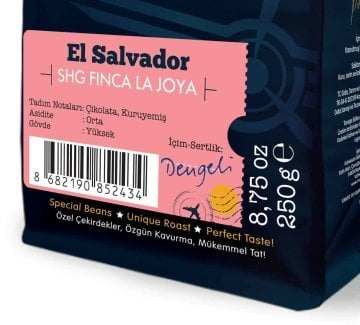 El Salvador
SHG FINCA LA JOYA
Tadım Notaları: Çikolata, Kuruyemiş
Asidite : Orta
Gövde : Yüksek
İçim-Sertlik:
Dengeli
8 682190 852434
8,75 oz
250g e
Special Beans ★ Unique Roast ★ Perfect Taste!
Özel Çekirdekler, Özgün Kavurma, Mükemmel Tat!